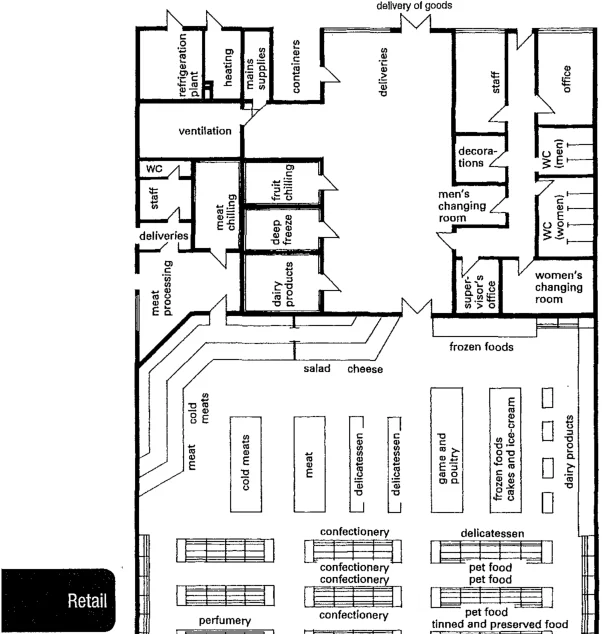 delivery of goods
refrigeration
plant
heating
mains
supplies
containers
deliveries
staff
office
ventilation
decora-
tions
WC
(men)
WC
staff
meat
chilling
fruit
chilling
men's
changing
room
WC
(women)
deliveries
deep
freeze
meat
processing
dairy
products
super-
visor's
office
women's
changing
room
frozen foods
salad
cheese
cold
meats
meat
cold meats
meat
delicatessen
delicatessen
game and
poultry
frozen foods
cakes and ice-cream
dairy products
confectionery
delicatessen
confectionery
pet food
confectionery
pet food
Retail
perfumery
confectionery
pet food
tinned and preserved food